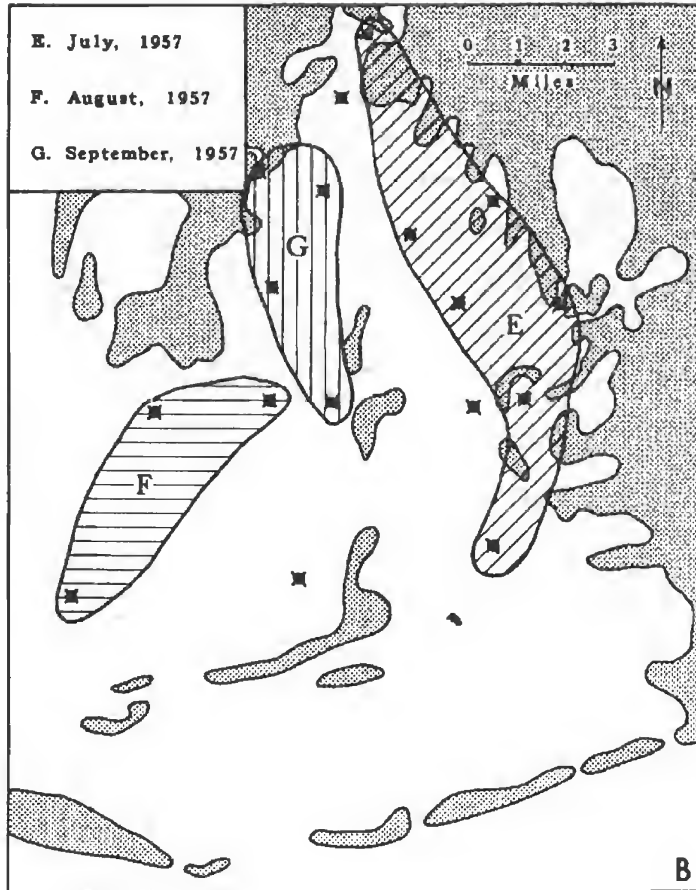 E. July, 1957
F. August, 1957
G. September, 1957
0 1 2 3
Miles
N
G
E
F
B